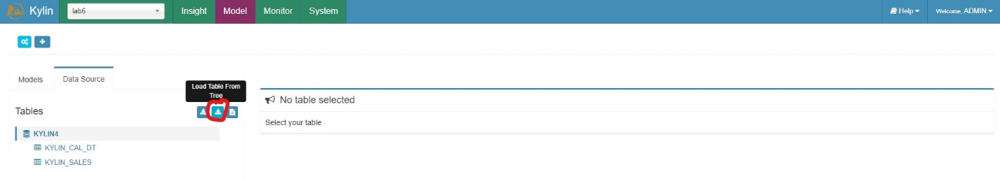 Kylin lab6 Insight Model Monitor System Help Welcome, ADMIN
Models Data Source
Load Table From
Tree
No table selected
Tables
Select your table
KYLIN4
KYLIN_CAL_DT
KYLIN_SALES